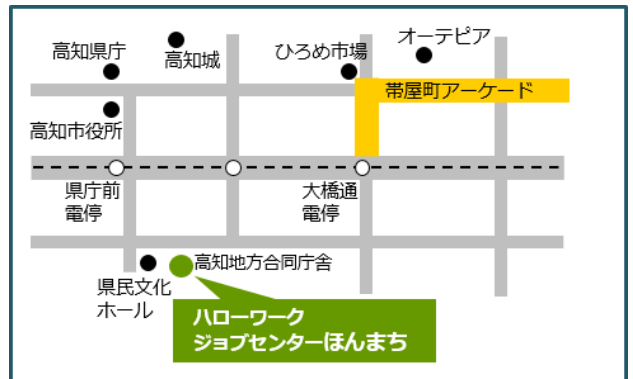 オーテピア
高知県庁
高知城
ひろめ市場
帯屋町アーケード
高知市役所
県庁前
電停
大橋通
電停
高知地方合同庁舎
県民文化
ホール
ハローワーク
ジョブセンターほんまち